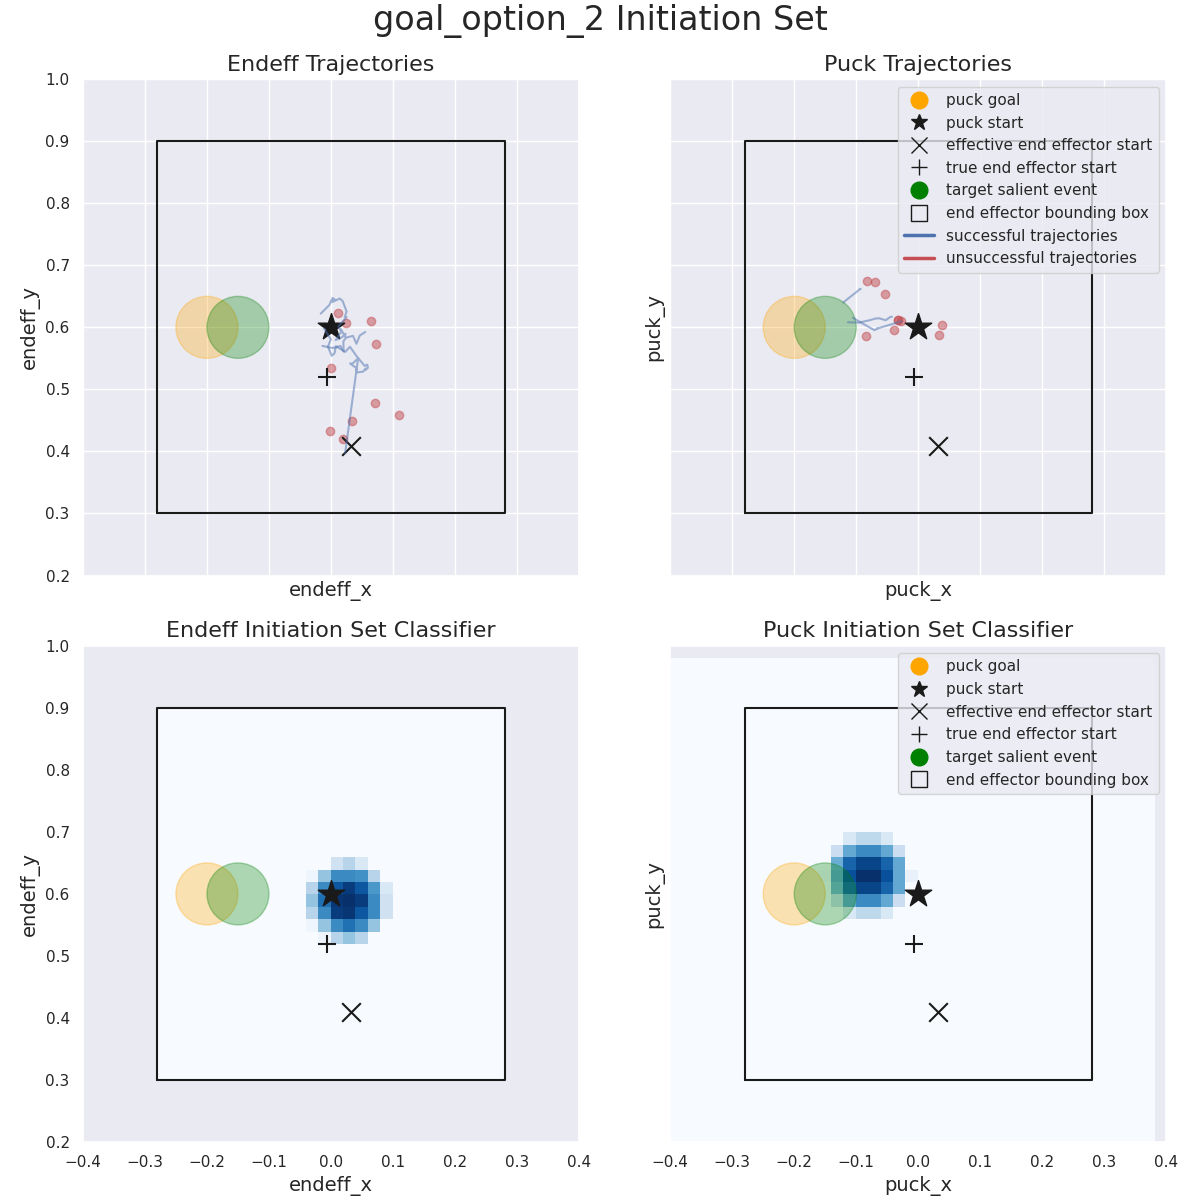 goal_option_2 Initiation Set
Endeff Trajectories
Puck Trajectories
1.0
0.9
0.8
0.7
0.6
0.5
0.4
0.3
0.2
endeff_y
endeff_x
puck_y
puck_x
puck goal
puck start
effective end effector start
true end effector start
target salient event
end effector bounding box
successful trajectories
unsuccessful trajectories
Endeff Initiation Set Classifier
Puck Initiation Set Classifier
1.0
0.9
0.8
0.7
0.6
0.5
0.4
0.3
0.2
endeff_y
−0.4 −0.3 −0.2 −0.1 0.0 0.1 0.2 0.3 0.4
endeff_x
puck_y
puck goal
puck start
effective end effector start
true end effector start
target salient event
end effector bounding box
−0.4 −0.3 −0.2 −0.1 0.0 0.1 0.2 0.3 0.4
puck_x